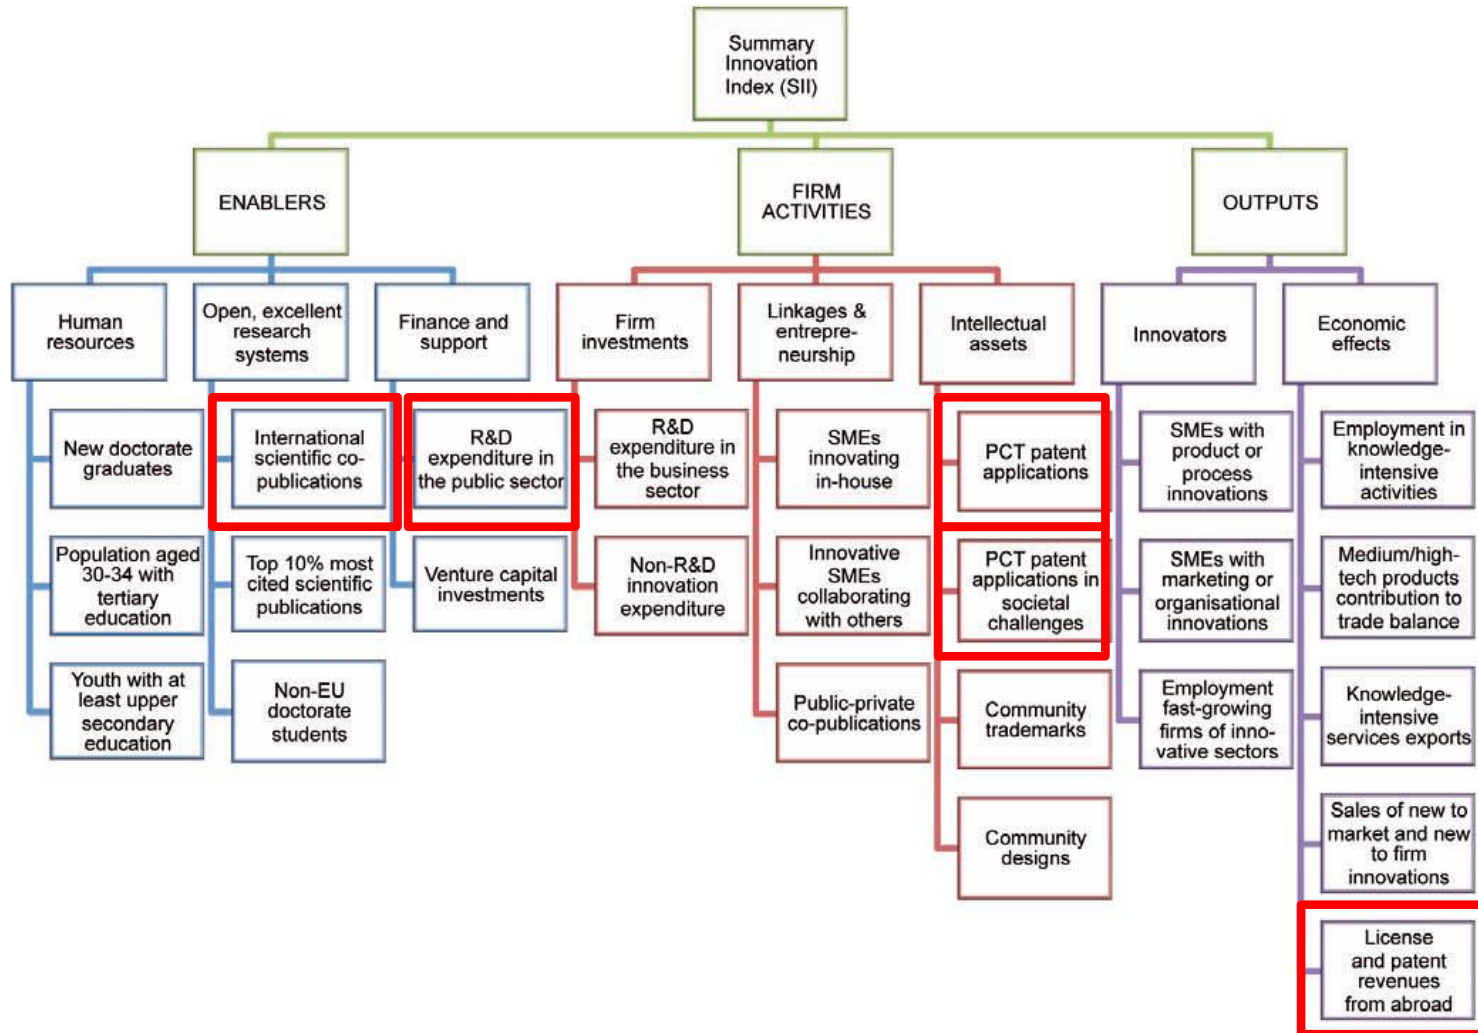 Summary
Innovation
Index (SII)
ENABLERS
FIRM
ACTIVITIES
OUTPUTS
Human
resources
Open, excellent
research
systems
Finance and
support
Firm
investments
Linkages &
entrepre-
neurship
Intellectual
assets
Innovators
Economic
effects
New doctorate
graduates
International
scientific co-
publications
R&D
expenditure in
the public sector
R&D
expenditure in
the business
sector
SMEs
innovating
in-house
PCT patent
applications
SMEs with
product or
process
innovations
Employment in
knowledge-
intensive
activities
Population aged
30-34 with
tertiary
education
Top 10% most
cited scientific
publications
Venture capital
investments
Non-R&D
innovation
expenditure
Innovative
SMEs
collaborating
with others
PCT patent
applications in
societal
challenges
SMEs with
marketing or
organisational
innovations
Medium/high-
tech products
contribution to
trade balance
Youth with at
least upper
secondary
education
Non-EU
doctorate
students
Public-private
co-publications
Community
trademarks
Employment
fast-growing
firms of inno-
vative sectors
Knowledge-
intensive
services exports
Community
designs
Sales of new to
market and new
to firm
innovations
License
and patent
revenues
from abroad